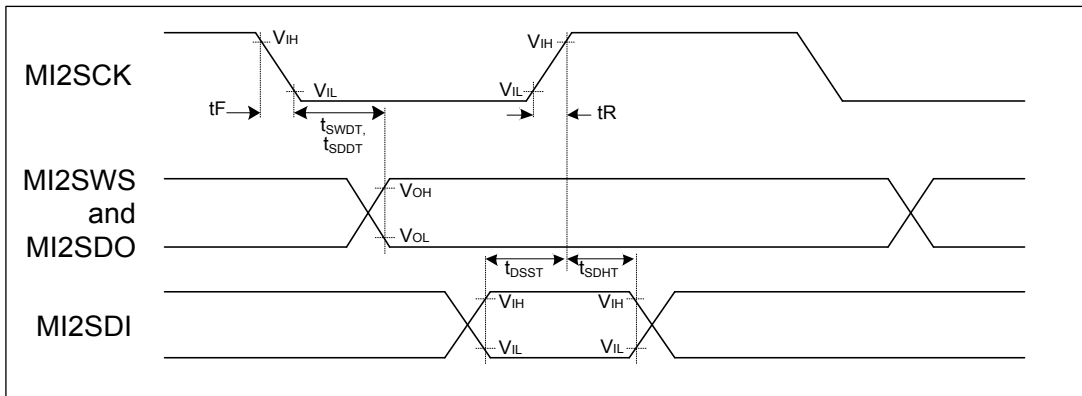 MI2SCK
VIH
VIL
tF
tSWDT,
tSDDT
VIH
VIL
tR
MI2SWS
and
MI2SDO
VOH
VOL
tDSST
tSDHT
MI2SDI
VIH
VIL
VIH
VIL